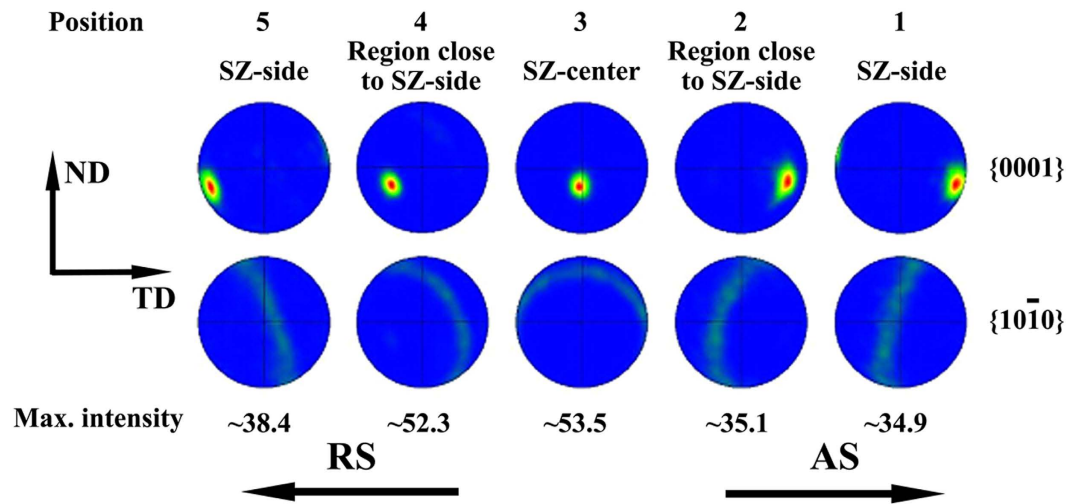 Position 5 4 3 2 1
SZ-side Region close to SZ-side SZ-center Region close to SZ-side SZ-side
ND
{0001}
TD
{101̄0}
Max. intensity ~38.4 ~52.3 ~53.5 ~35.1 ~34.9
RS AS